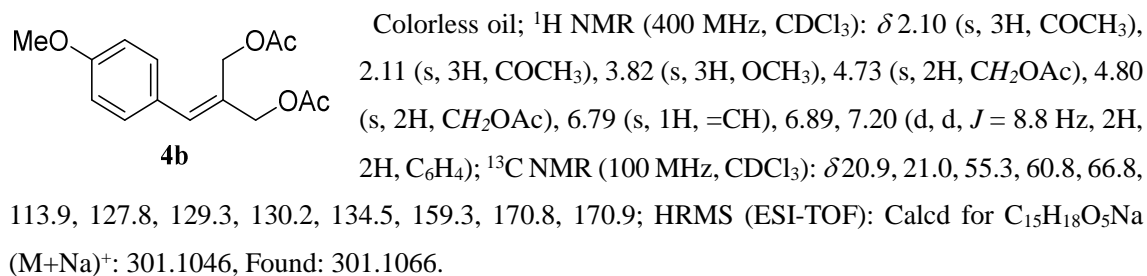 MeO
OAc
OAc
4b
Colorless oil; ¹H NMR (400 MHz, CDCl₃): δ 2.10 (s, 3H, COCH₃),
2.11 (s, 3H, COCH₃), 3.82 (s, 3H, OCH₃), 4.73 (s, 2H, CH₂OAc), 4.80
(s, 2H, CH₂OAc), 6.79 (s, 1H, =CH), 6.89, 7.20 (d, d, J = 8.8 Hz, 2H,
2H, C₆H₄); ¹³C NMR (100 MHz, CDCl₃): δ 20.9, 21.0, 55.3, 60.8, 66.8,
113.9, 127.8, 129.3, 130.2, 134.5, 159.3, 170.8, 170.9; HRMS (ESI-TOF): Calcd for C₁₅H₁₈O₅Na
(M+Na)⁺: 301.1046, Found: 301.1066.